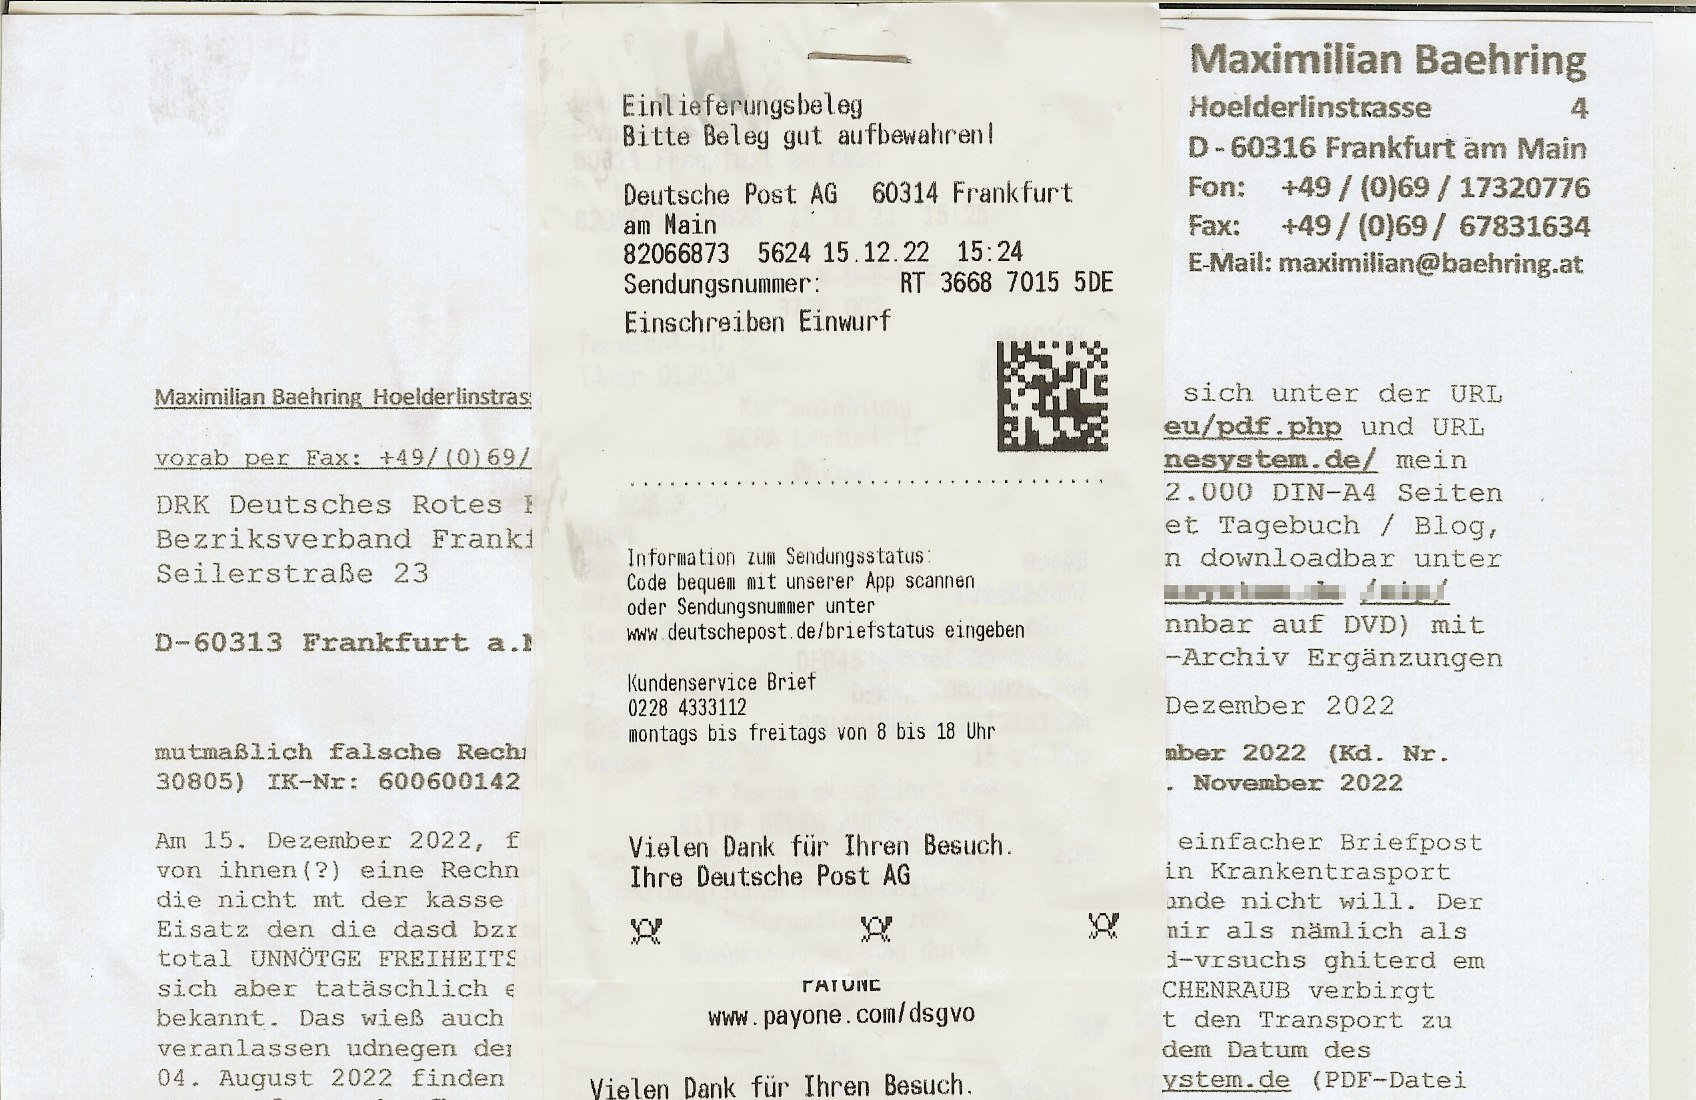 Maximilian Baehring
Hoelderlinstrasse 4
D - 60316 Frankfurt am Main
Fon: +49 / (0)69 / 17320776
Fax: +49 / (0)69 / 67831634
E-Mail: maximilian@baehring.at
Einlieferungsbeleg
Bitte Beleg gut aufbewahren!
Deutsche Post AG 60314 Frankfurt
am Main
82066873 5624 15.12.22 15:24
Sendungsnummer: RT 3668 7015 5DE
Einschreiben Einwurf
Information zum Sendungsstatus:
Code bequem mit unserer App scannen
oder Sendungsnummer unter
www.deutschepost.de/briefstatus eingeben
Kundenservice Brief
0228 4333112
montags bis freitags von 8 bis 18 Uhr
Vielen Dank für Ihren Besuch.
Ihre Deutsche Post AG
PAYONE
www.payone.com/dsgvo
Vielen Dank für Ihren Besuch.
Maximilian Baehring Hoelderlinstras
vorab per Fax: +49/(0)69/
DRK Deutsches Rotes
Bezriksverband Frank
Seilerstraße 23
D-60313 Frankfurt a.
mutmaßlich falsche Rech
30805) IK-Nr: 600600142
Am 15. Dezember 2022, f
von ihnen(?) eine Rechn
die nicht mt der kasse
Eisatz den die dasd bzr
total UNNÖTGE FREIHEITS
sich aber tatäschlich e
bekannt. Das wieß auch
veranlassen udnegen der
04. August 2022 finden
sich unter der URL
eu/pdf.php und URL
nesystem.de/ mein
2.000 DIN-A4 Seiten
et Tagebuch / Blog,
n downloadbar unter
nnbar auf DVD) mit
-Archiv Ergänzungen
Dezember 2022
mber 2022 (Kd. Nr.
. November 2022
einfacher Briefpost
in Krankentrasport
unde nicht will. Der
mir als nämlich als
d-vrsuchs ghiterd em
CHENRAUB verbirgt
t den Transport zu
dem Datum des
ystem.de (PDF-Datei